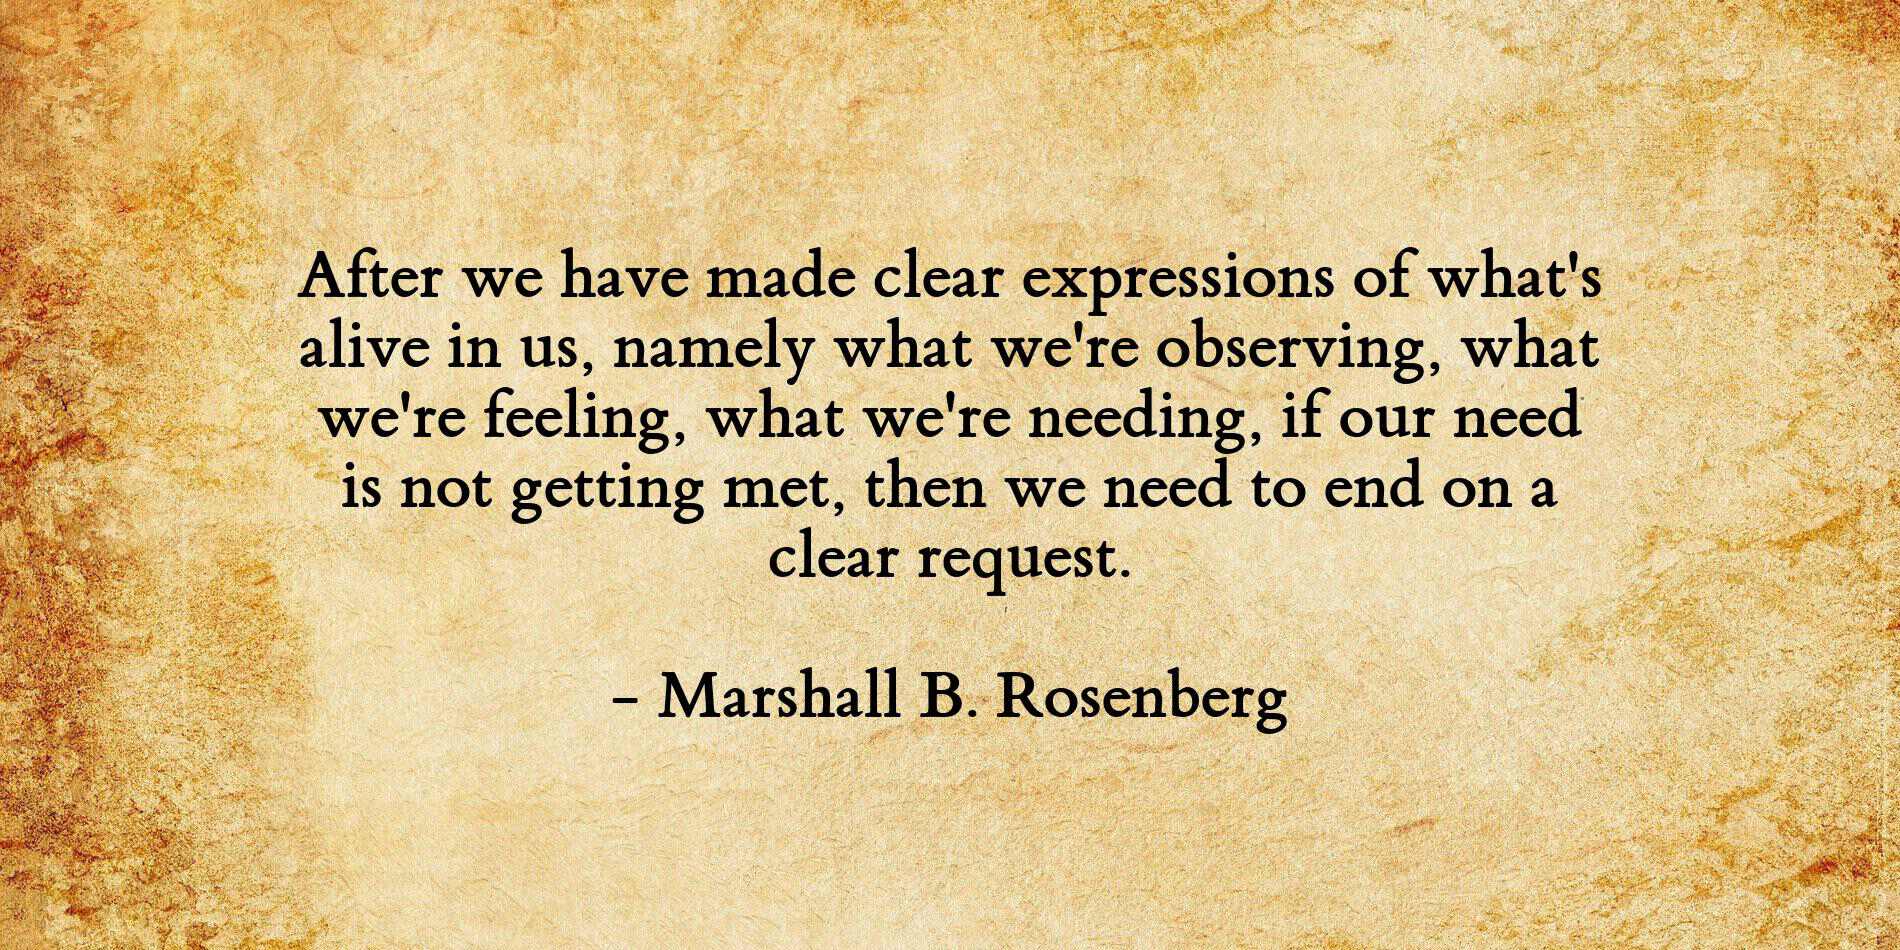 After we have made clear expressions of what's
alive in us, namely what we're observing, what
we're feeling, what we're needing, if our need
is not getting met, then we need to end on a
clear request.
- Marshall B. Rosenberg